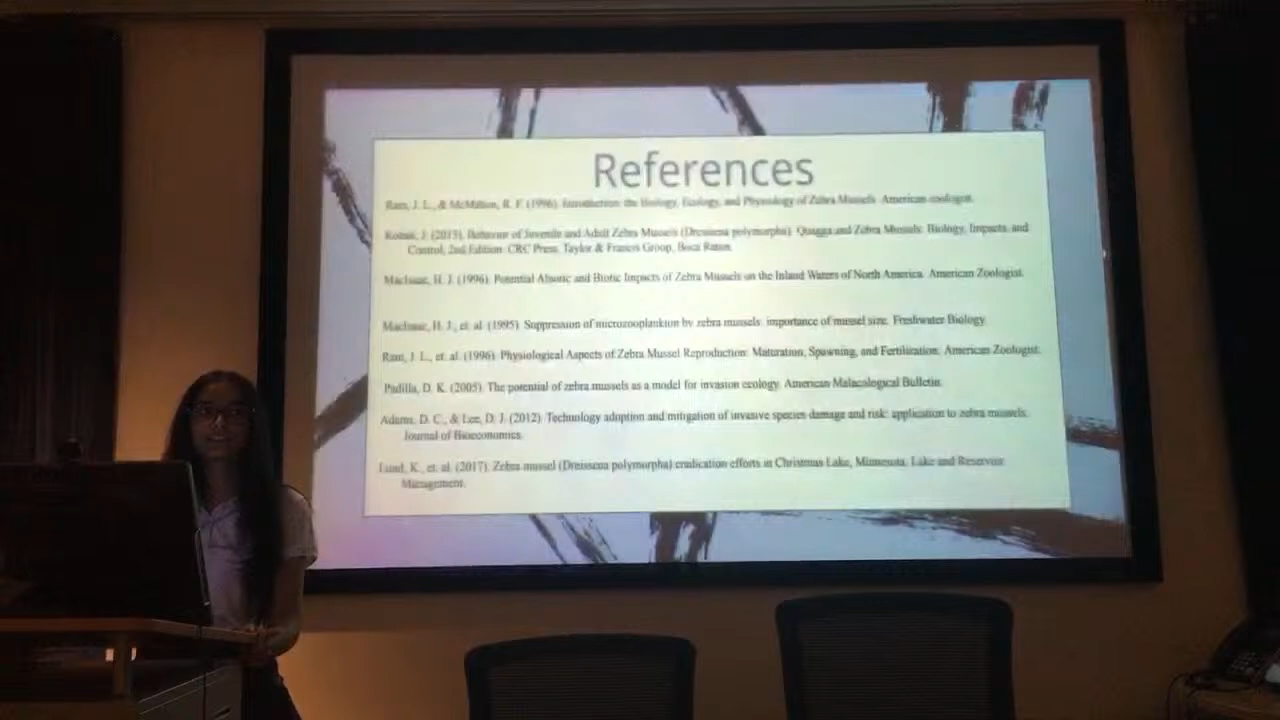 References
Ram, J. L., & McMahon, R. F. (1996). Introduction: the Biology, Ecology, and Physiology of Zebra Mussels. American zoologist.
J. (2015). Behavior of Juvenile and Adult Zebra Mussels (Dreissena polymorpha). Quagga and Zebra Mussels: Biology, Impacts, and
Control, 2nd Edition. CRC Press. Taylor & Francis Group, Boca Raton.
MacIsaac, H. J. (1996). Potential Abiotic and Biotic Impacts of Zebra Mussels on the Inland Waters of North America. American Zoologist.
MacIsaac, H. J., et. al. (1995). Suppression of microzooplankton by zebra mussels: importance of mussel size. Freshwater Biology.
Ram, J. L., et. al. (1996). Physiological Aspects of Zebra Mussel Reproduction: Maturation, Spawning, and Fertilization. American Zoologist.
Padilla, D. K. (2005). The potential of zebra mussels as a model for invasion ecology. American Malacological Bulletin.
Adams, D. C., & Lee, D. J. (2012). Technology adoption and mitigation of invasive species damage and risk: application to zebra mussels.
Journal of Bioeconomics.
Lund, K., et. al. (2017). Zebra mussel (Dreissena polymorpha) eradication efforts in Christmas Lake, Minnesota. Lake and Reservoir
Management.